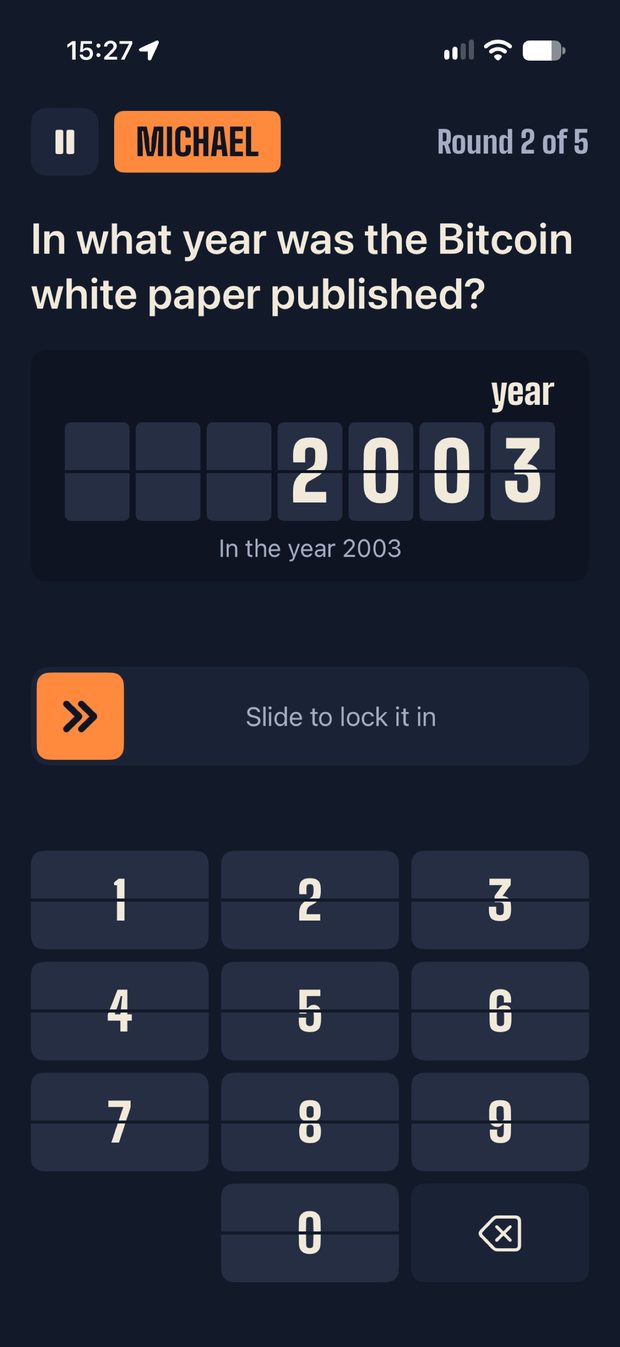 15:27
MICHAEL
Round 2 of 5
In what year was the Bitcoin
white paper published?
year
2003
In the year 2003
Slide to lock it in
1 2 3
4 5 6
7 8 9
0